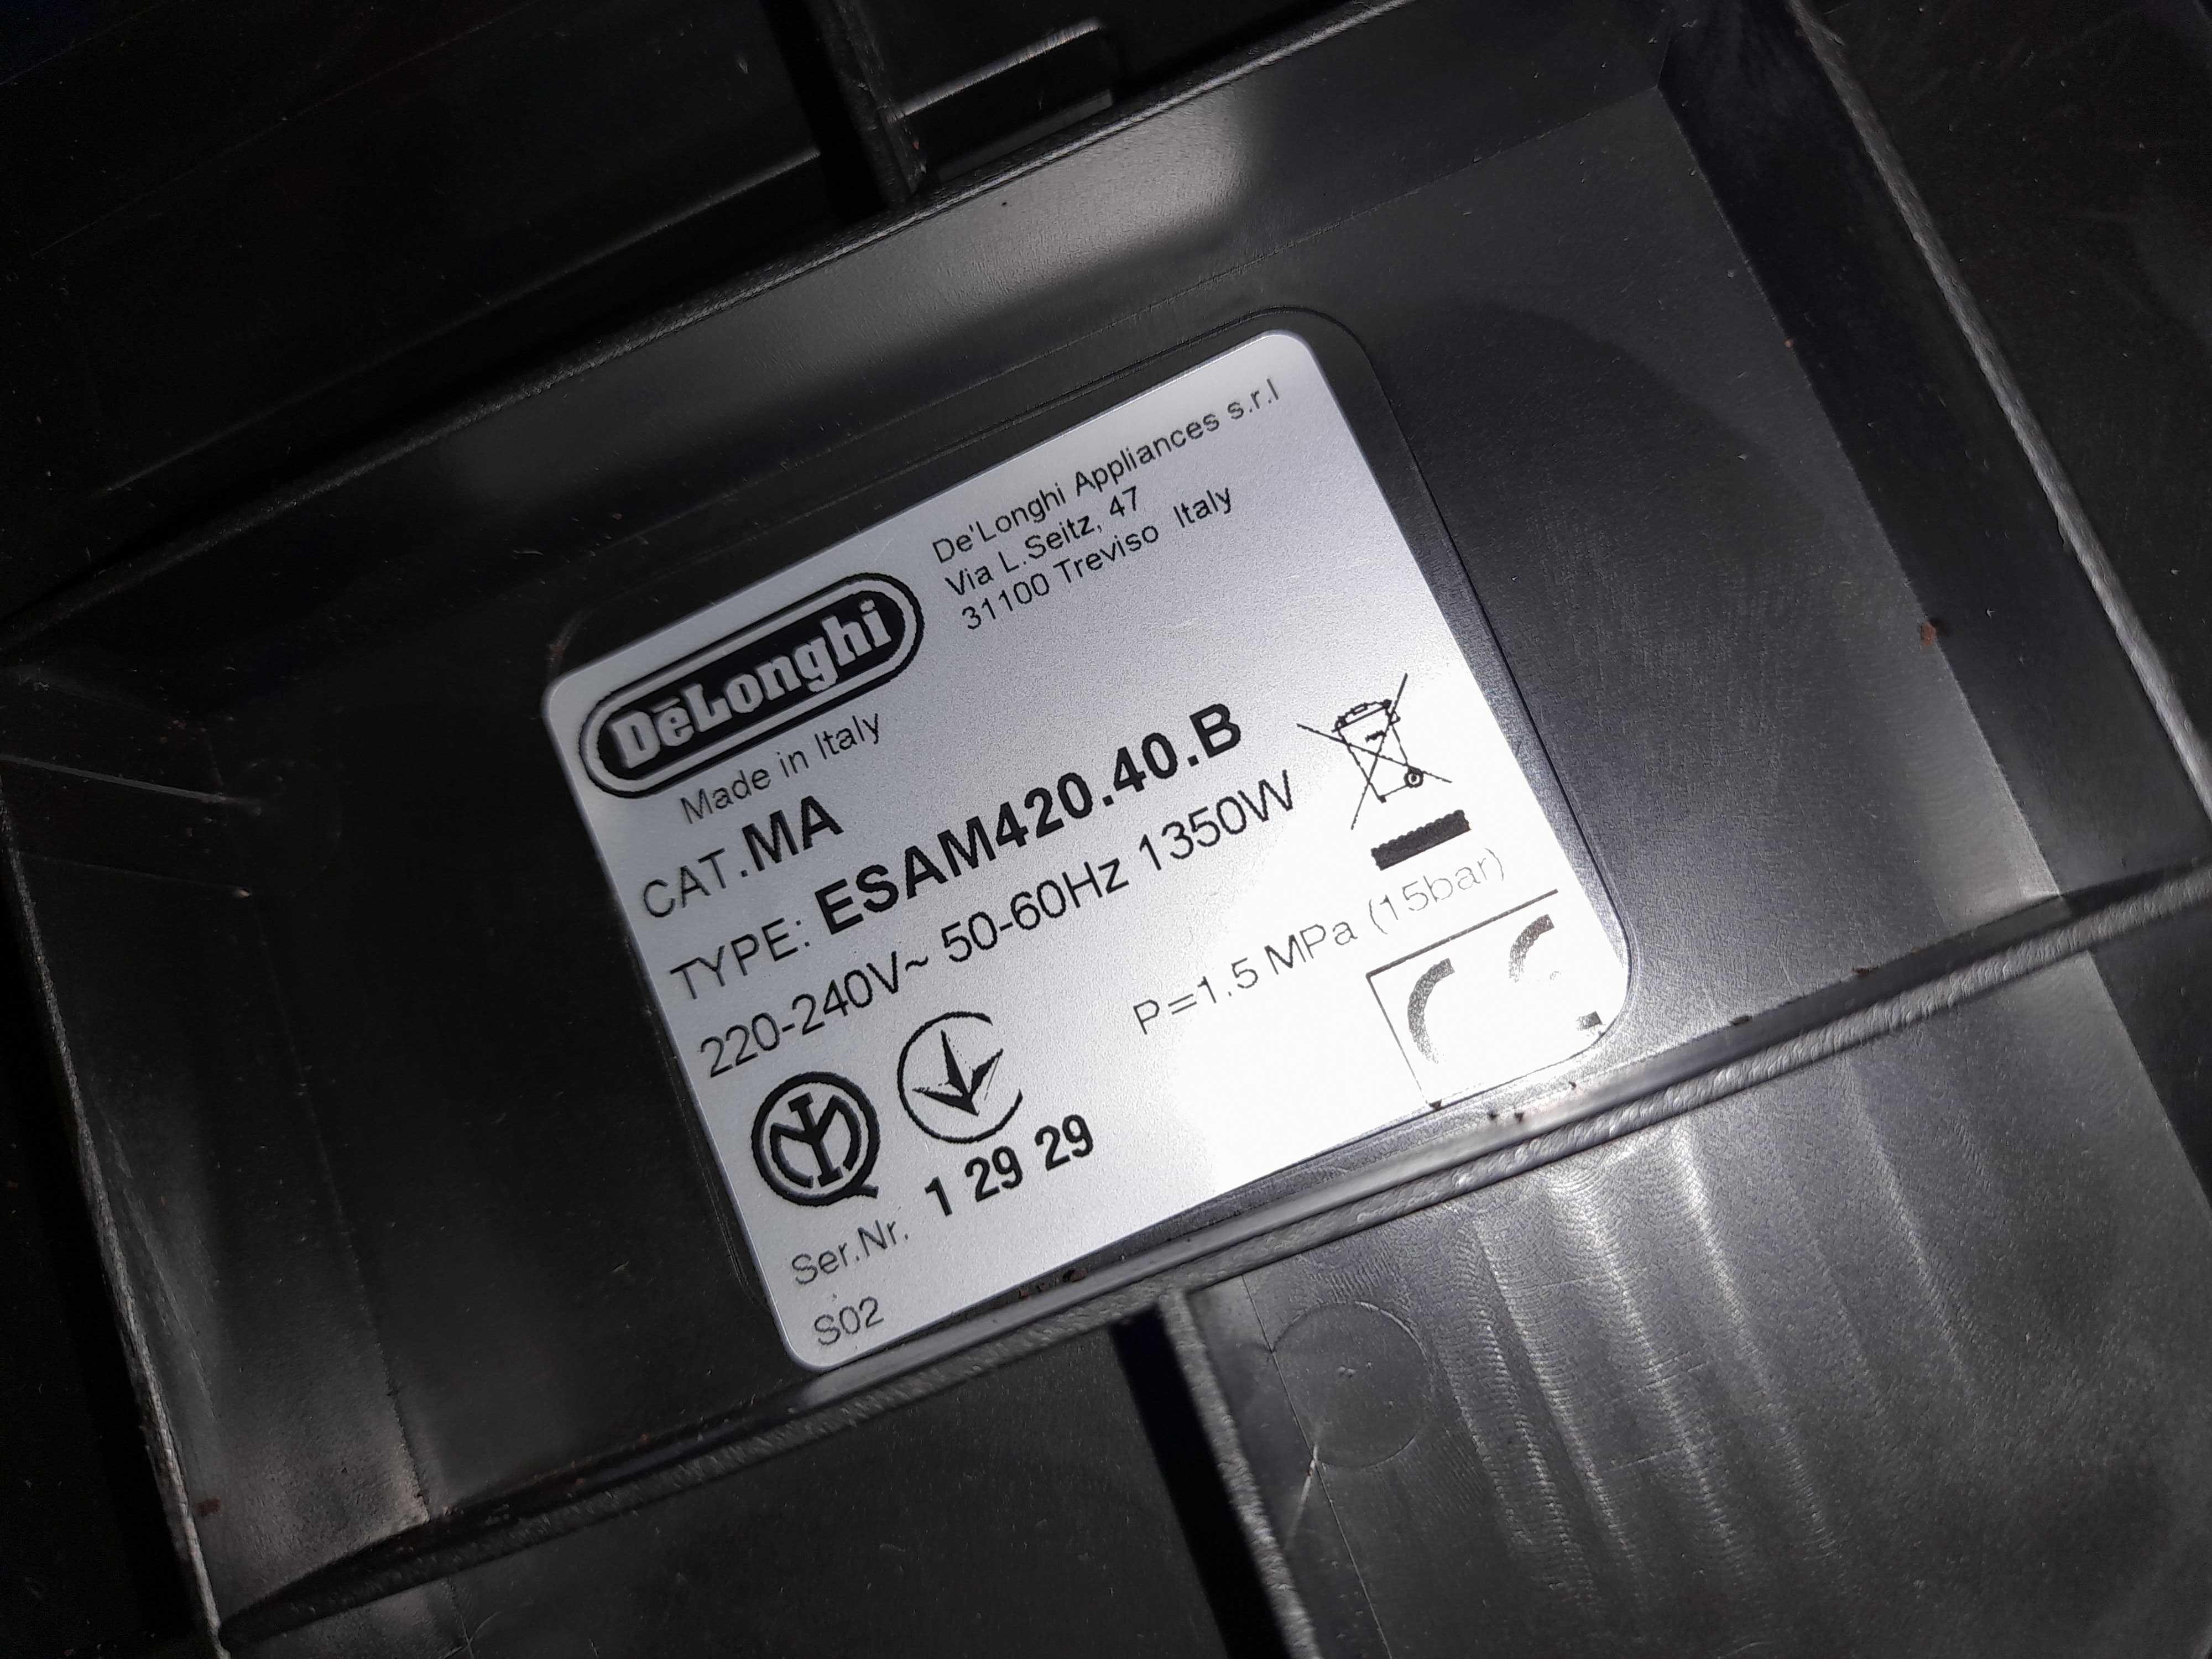 De'Longhi Appliances s.r.l
Via L.Seitz, 47
31100 Treviso Italy
DeLonghi
Made in Italy
CAT.MA
TYPE: ESAM420.40.B
220-240V~ 50-60Hz 1350W
P=1.5 MPa (15bar)
1 29 29
Ser.Nr.
S02